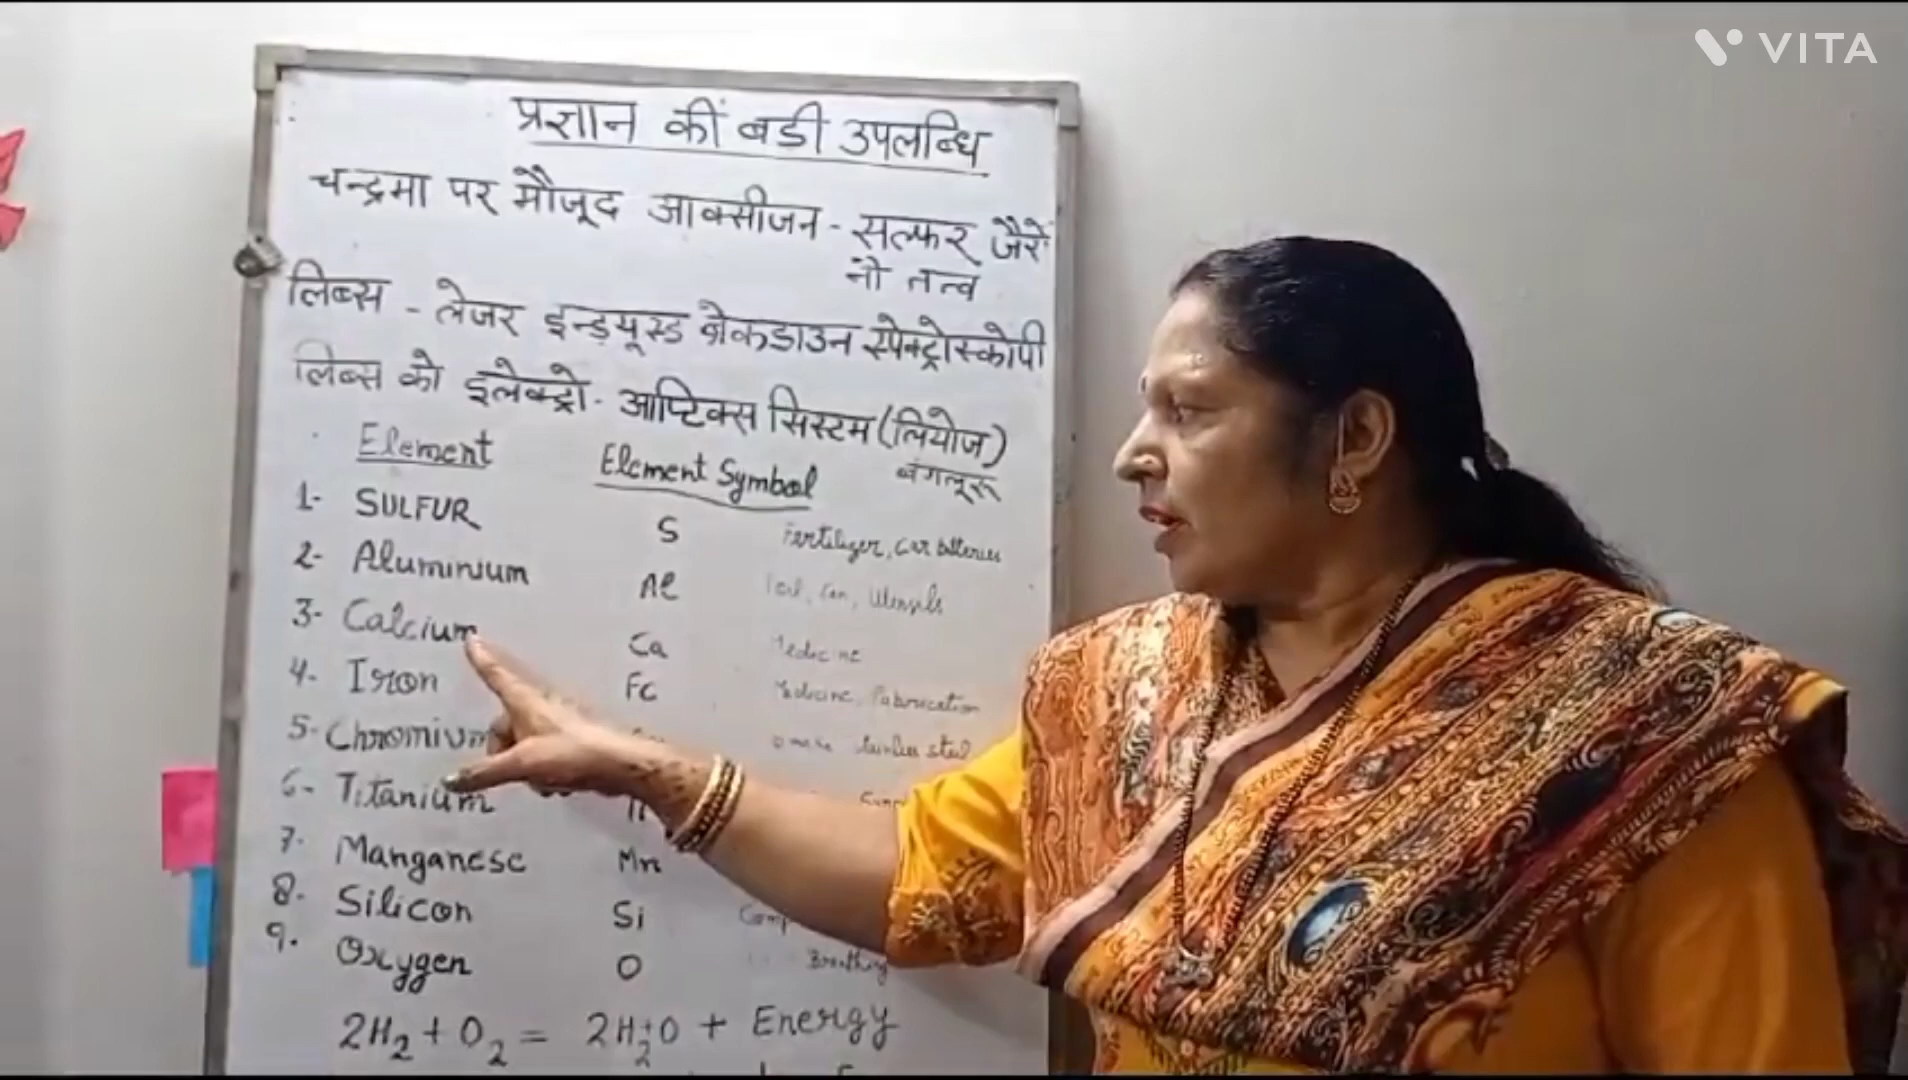 VITA
प्रज्ञान कीं बडी उपलब्धि
चन्द्रमा पर मौजूद आक्सीजन - सल्फर जैसे
नौ तत्व
लिब्स - लेजर इन्ड्यूस्ड ब्रेकडाउन स्पेक्ट्रोस्कोपी
लिब्स को इलेक्ट्रो- आप्टिक्स सिस्टम (लियोज)
बंगलूरू
Element Element Symbol
1- SULFUR S Fertilizer, Car batteries
2- Aluminium Al Can, Utensils
3- Calcium Ca Medicine
4- Iron Fe Medicine, Fabrication
5- Chromium stainless steel
6- Titanium
7- Manganese Mn
8- Silicon Si
9. Oxygen O Breathing
2H2 + O2 = 2H2O + Energy